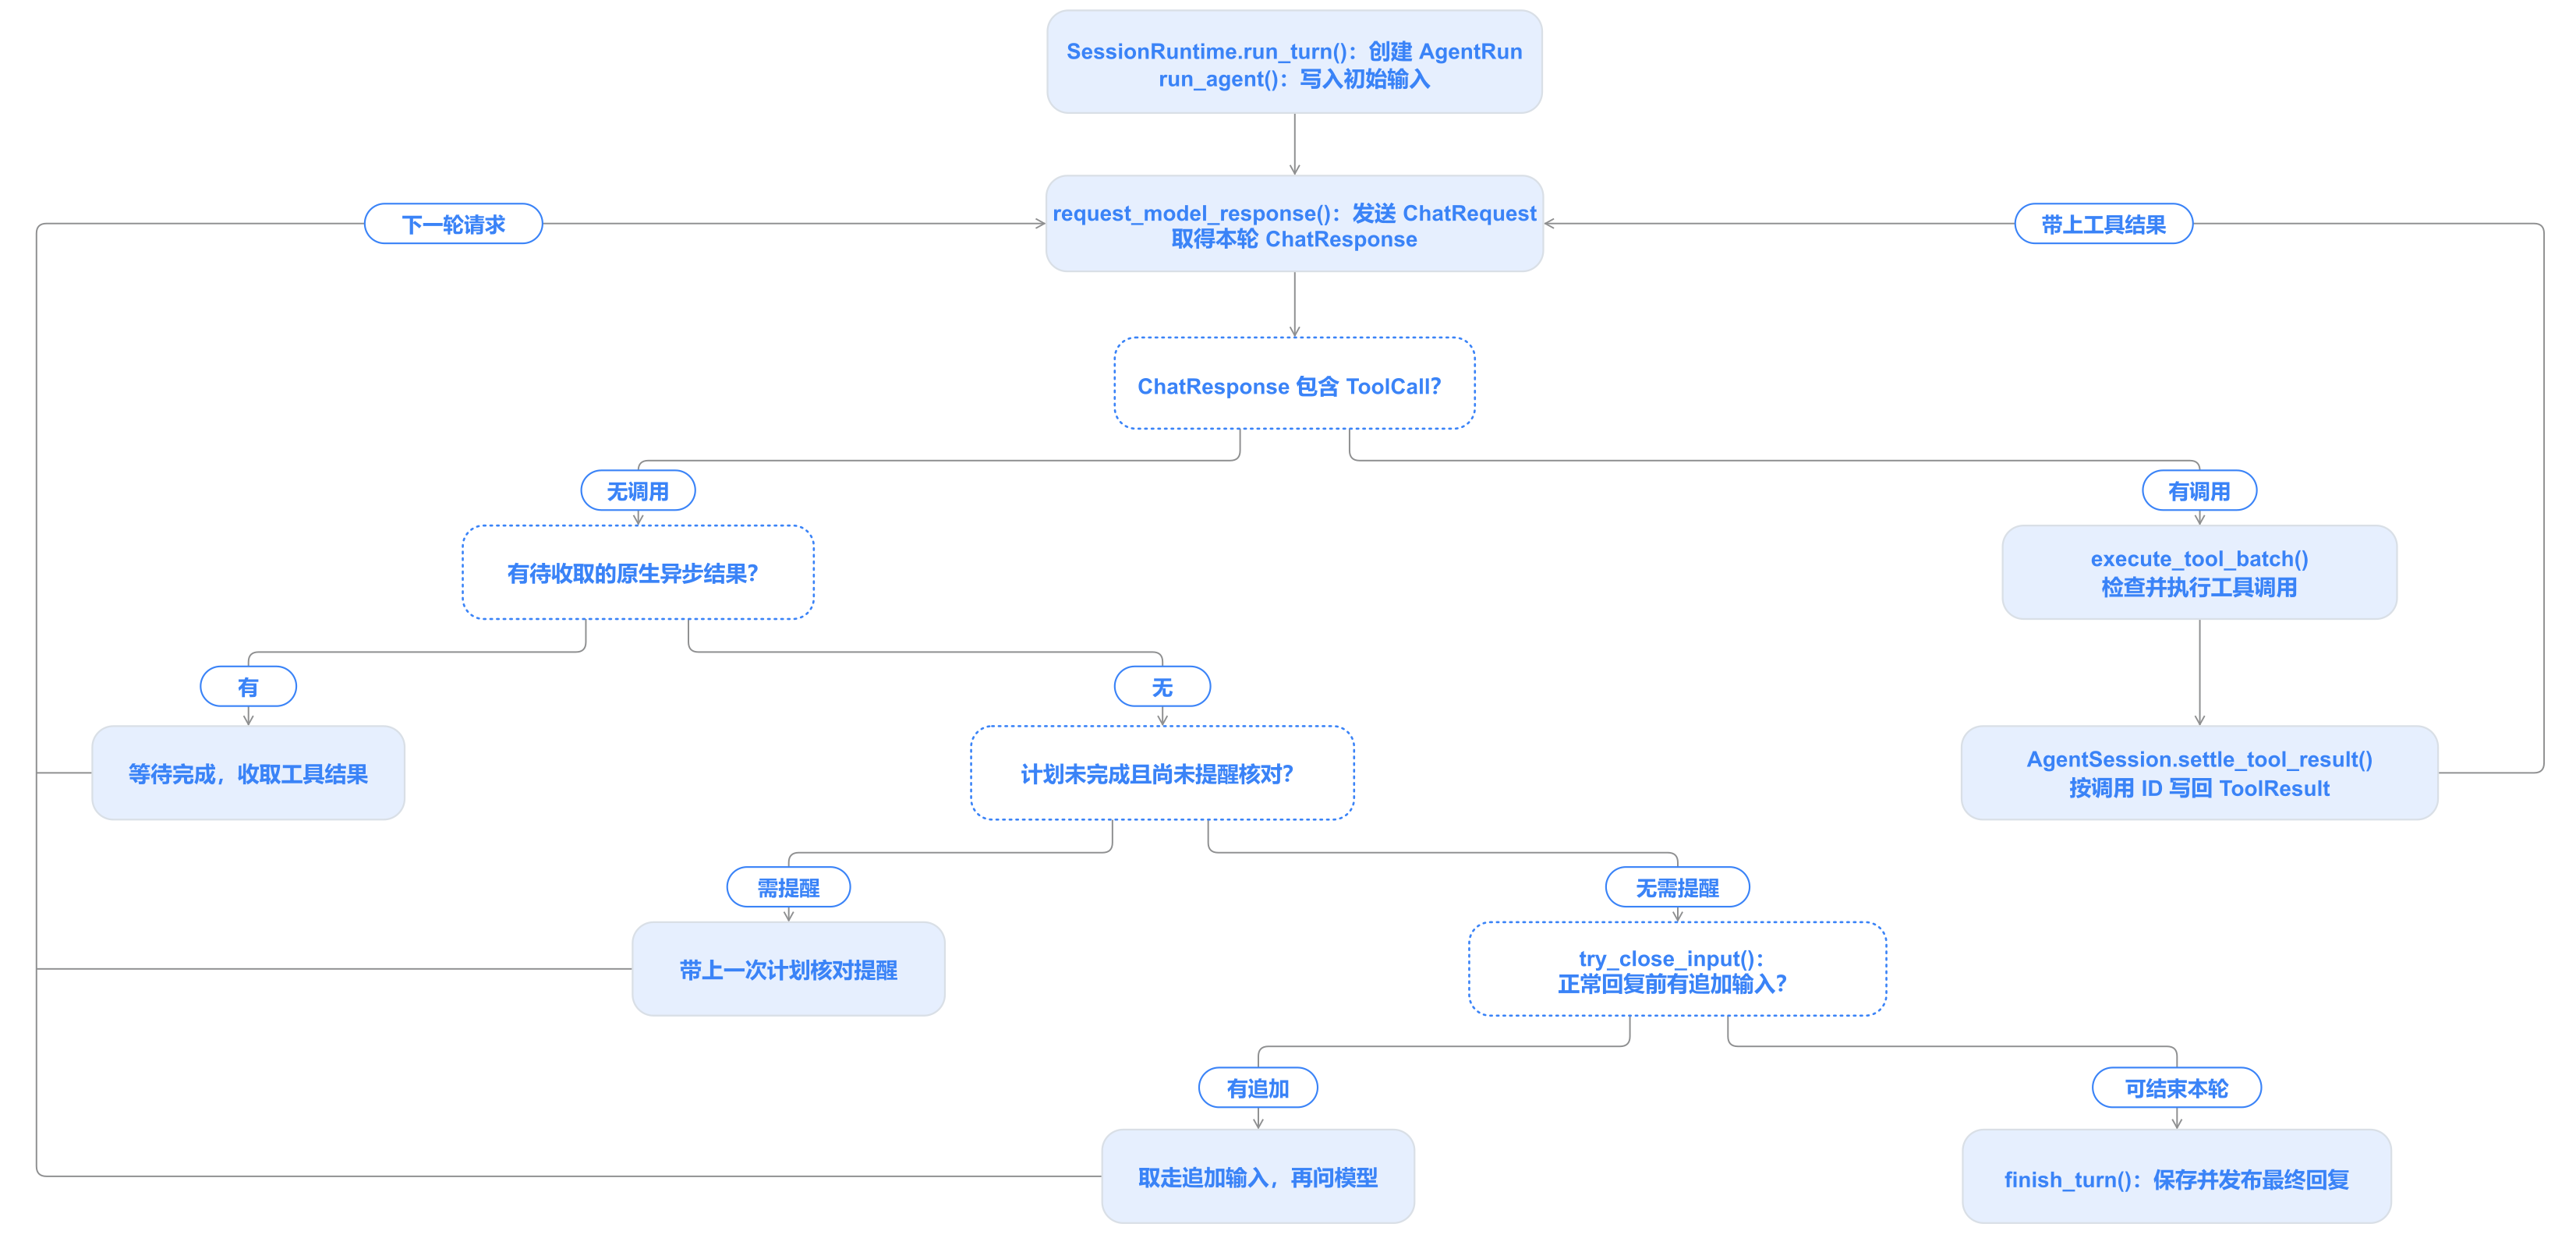 SessionRuntime.run_turn()：创建 AgentRun
run_agent()：写入初始输入
下一轮请求
request_model_response()：发送 ChatRequest
取得本轮 ChatResponse
带上工具结果
ChatResponse 包含 ToolCall？
无调用
有调用
有待收取的原生异步结果？
execute_tool_batch()
检查并执行工具调用
有
无
等待完成，收取工具结果
计划未完成且尚未提醒核对？
AgentSession.settle_tool_result()
按调用 ID 写回 ToolResult
需提醒
无需提醒
带上一次计划核对提醒
try_close_input()：
正常回复前有追加输入？
有追加
可结束本轮
取走追加输入，再问模型
finish_turn()：保存并发布最终回复